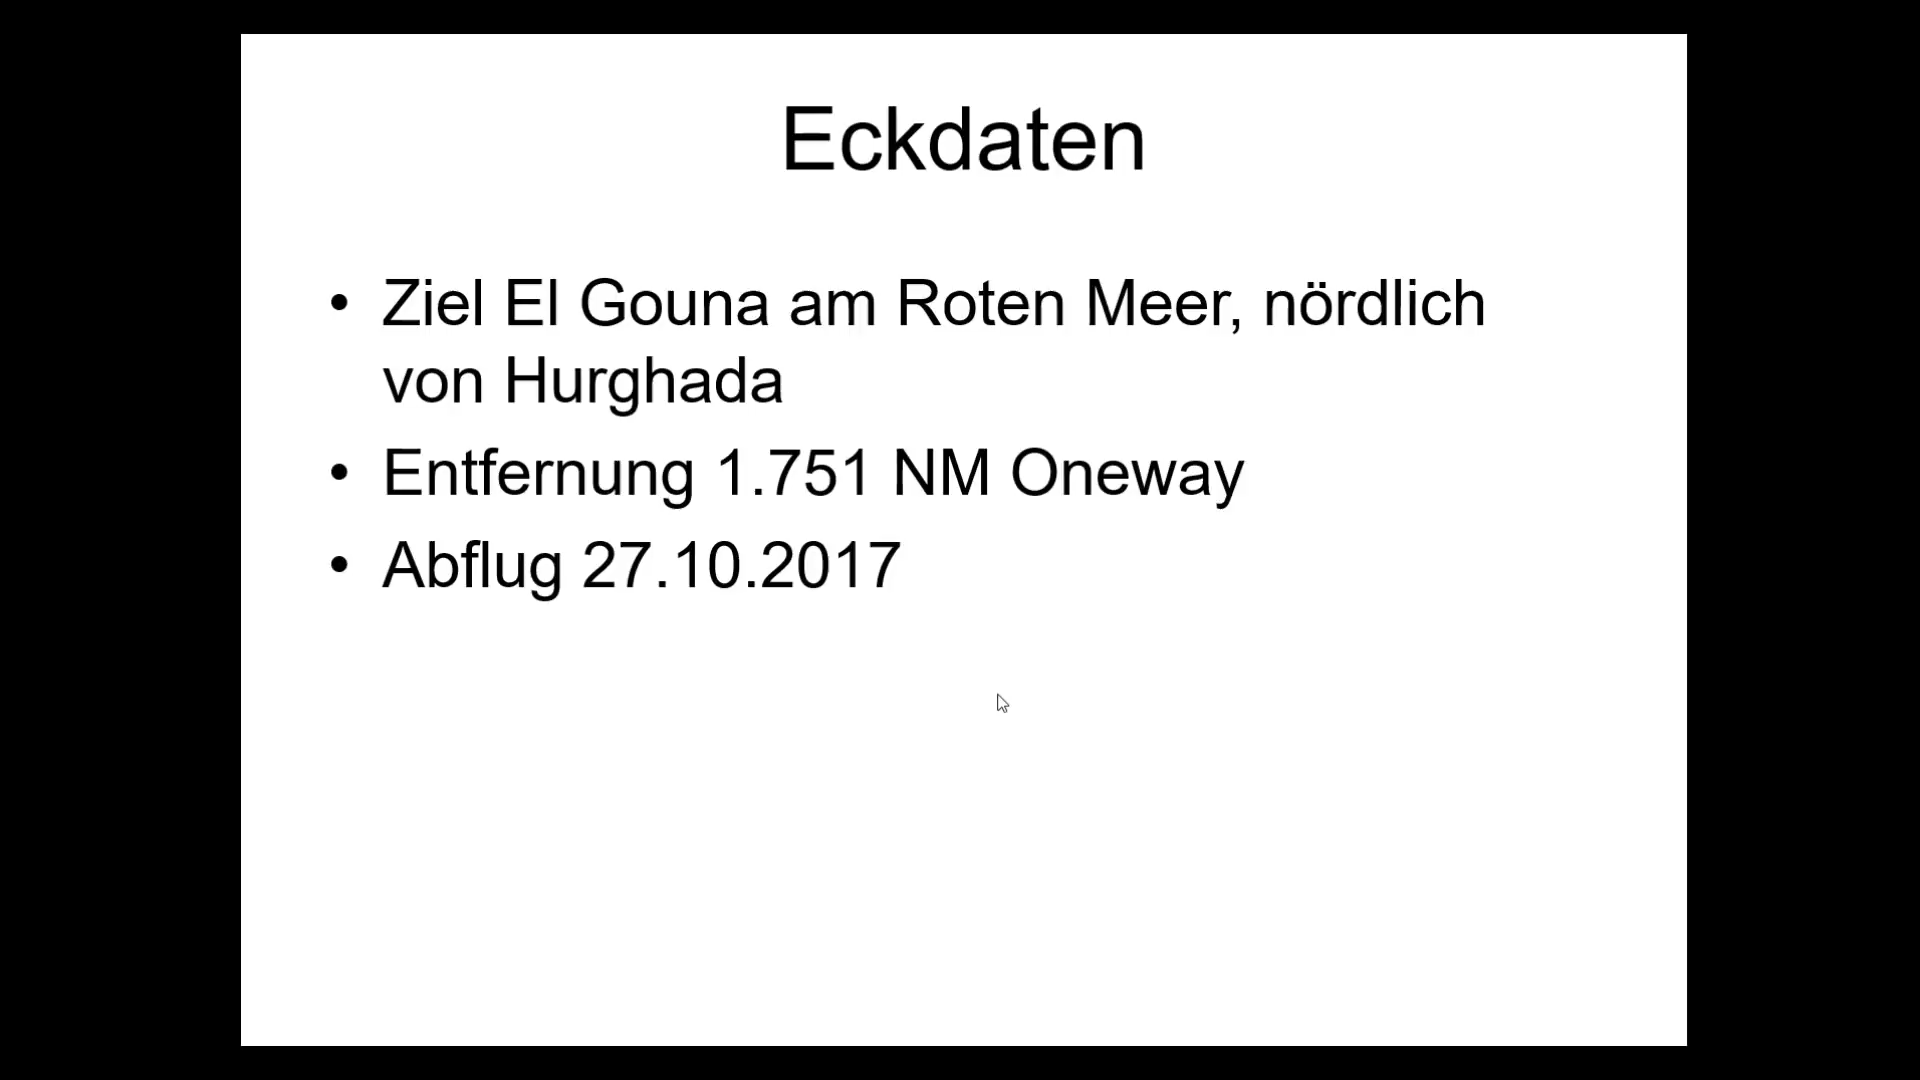 Eckdaten
• Ziel El Gouna am Roten Meer, nördlich
von Hurghada
• Entfernung 1.751 NM Oneway
• Abflug 27.10.2017